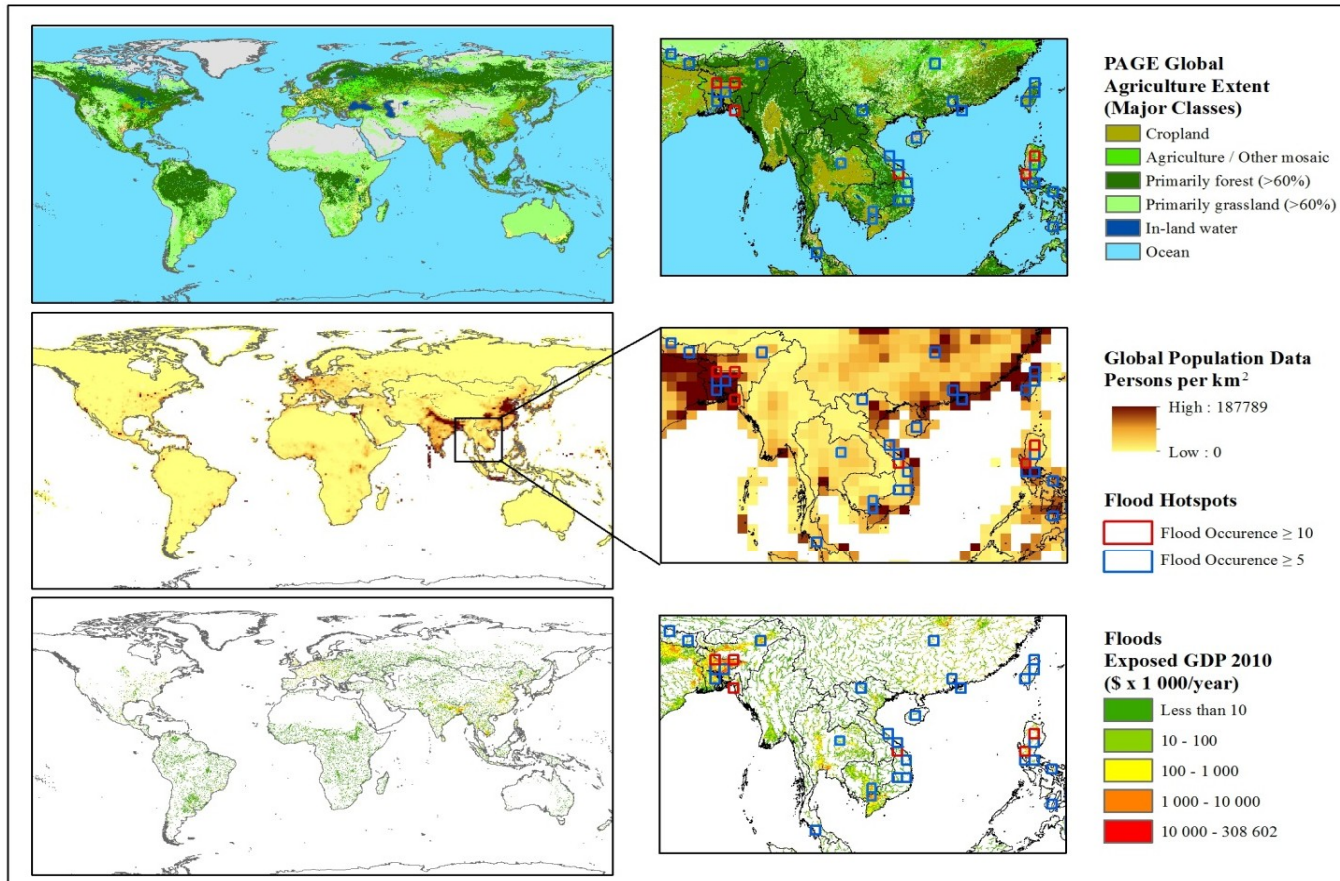 PAGE Global
Agriculture Extent
(Major Classes)
Cropland
Agriculture / Other mosaic
Primarily forest (>60%)
Primarily grassland (>60%)
In-land water
Ocean
Global Population Data
Persons per km²
High : 187789
Low : 0
Flood Hotspots
Flood Occurence ≥ 10
Flood Occurence ≥ 5
Floods
Exposed GDP 2010
($ x 1 000/year)
Less than 10
10 - 100
100 - 1 000
1 000 - 10 000
10 000 - 308 602